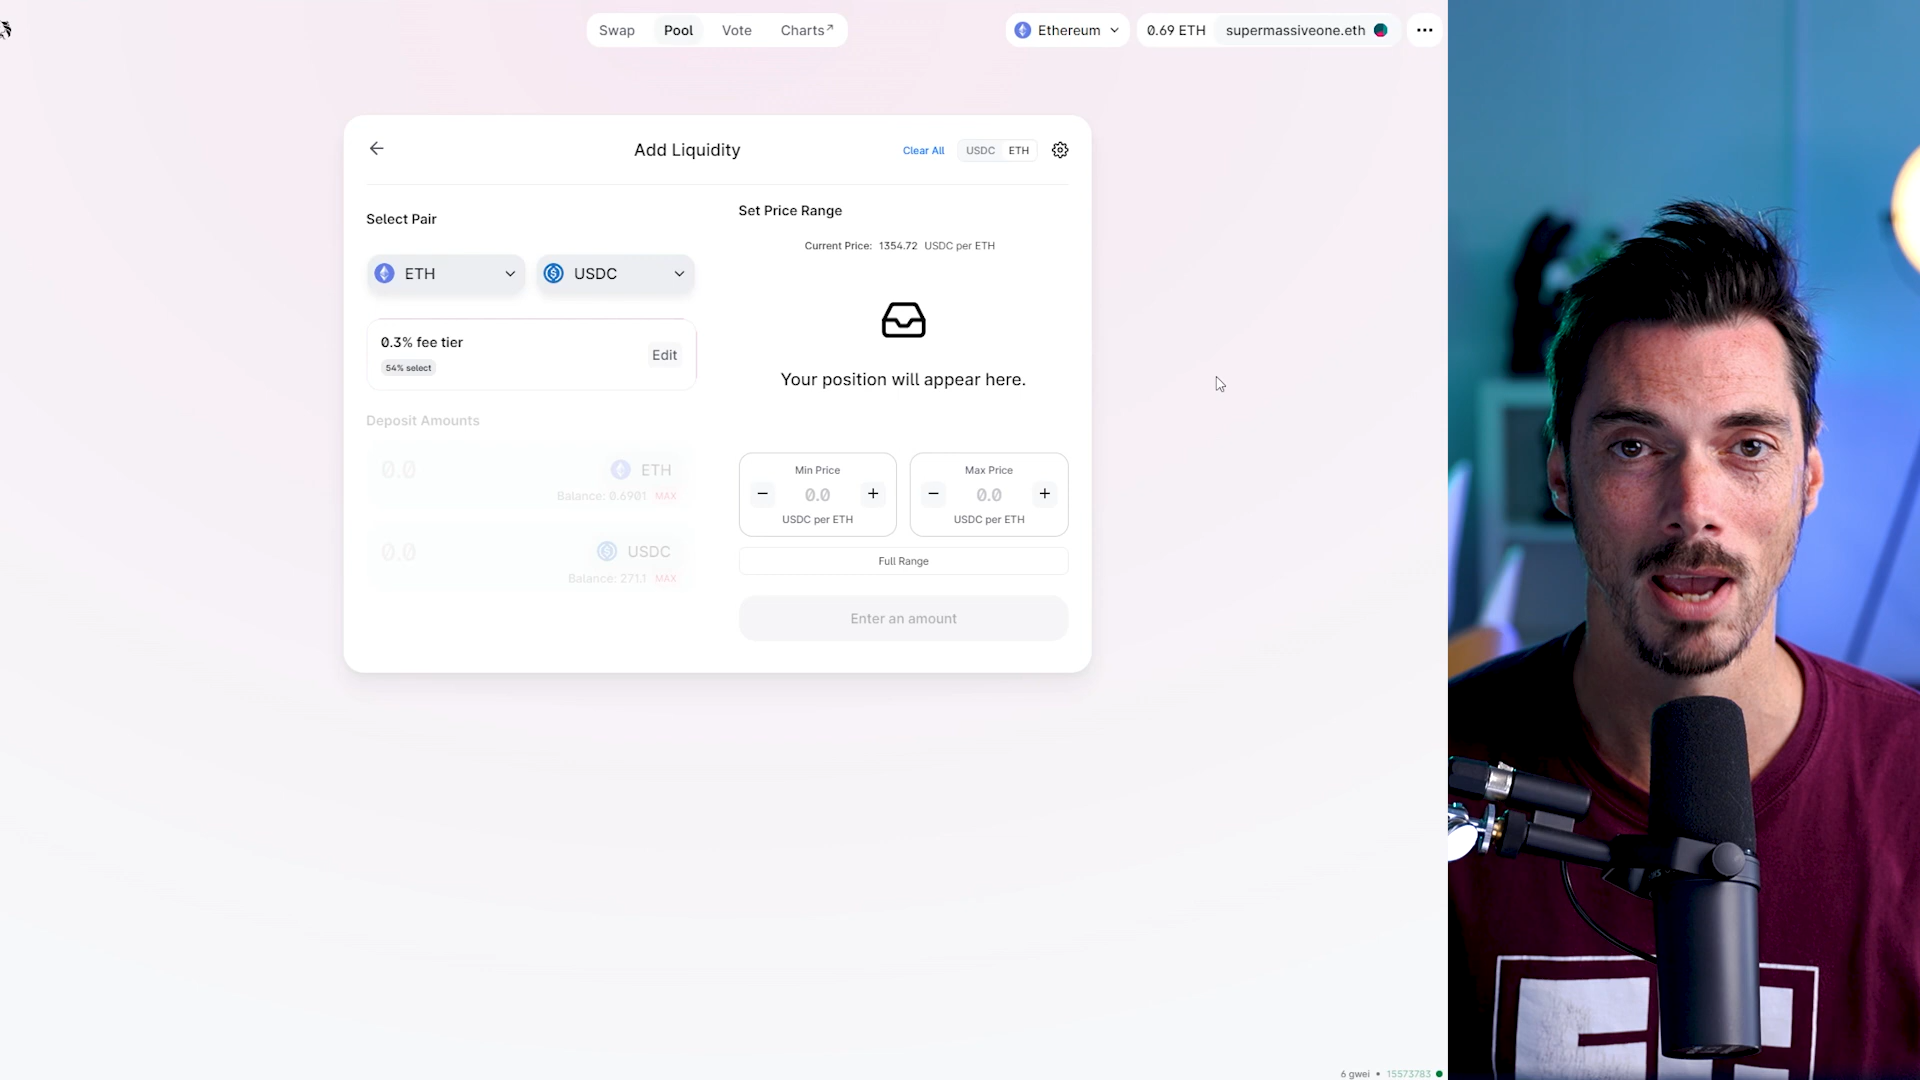 Swap Pool Vote Charts↗
Ethereum 0.69 ETH supermassiveone.eth
Add Liquidity
Clear All USDC ETH
Select Pair
ETH USDC
0.3% fee tier
54% select
Edit
Deposit Amounts
0.0 ETH
Balance: 0.6901 MAX
0.0 USDC
Balance: 271.1 MAX
Set Price Range
Current Price: 1354.72 USDC per ETH
Your position will appear here.
Min Price
− 0.0 +
USDC per ETH
Max Price
− 0.0 +
USDC per ETH
Full Range
Enter an amount
6 gwei • 15573783